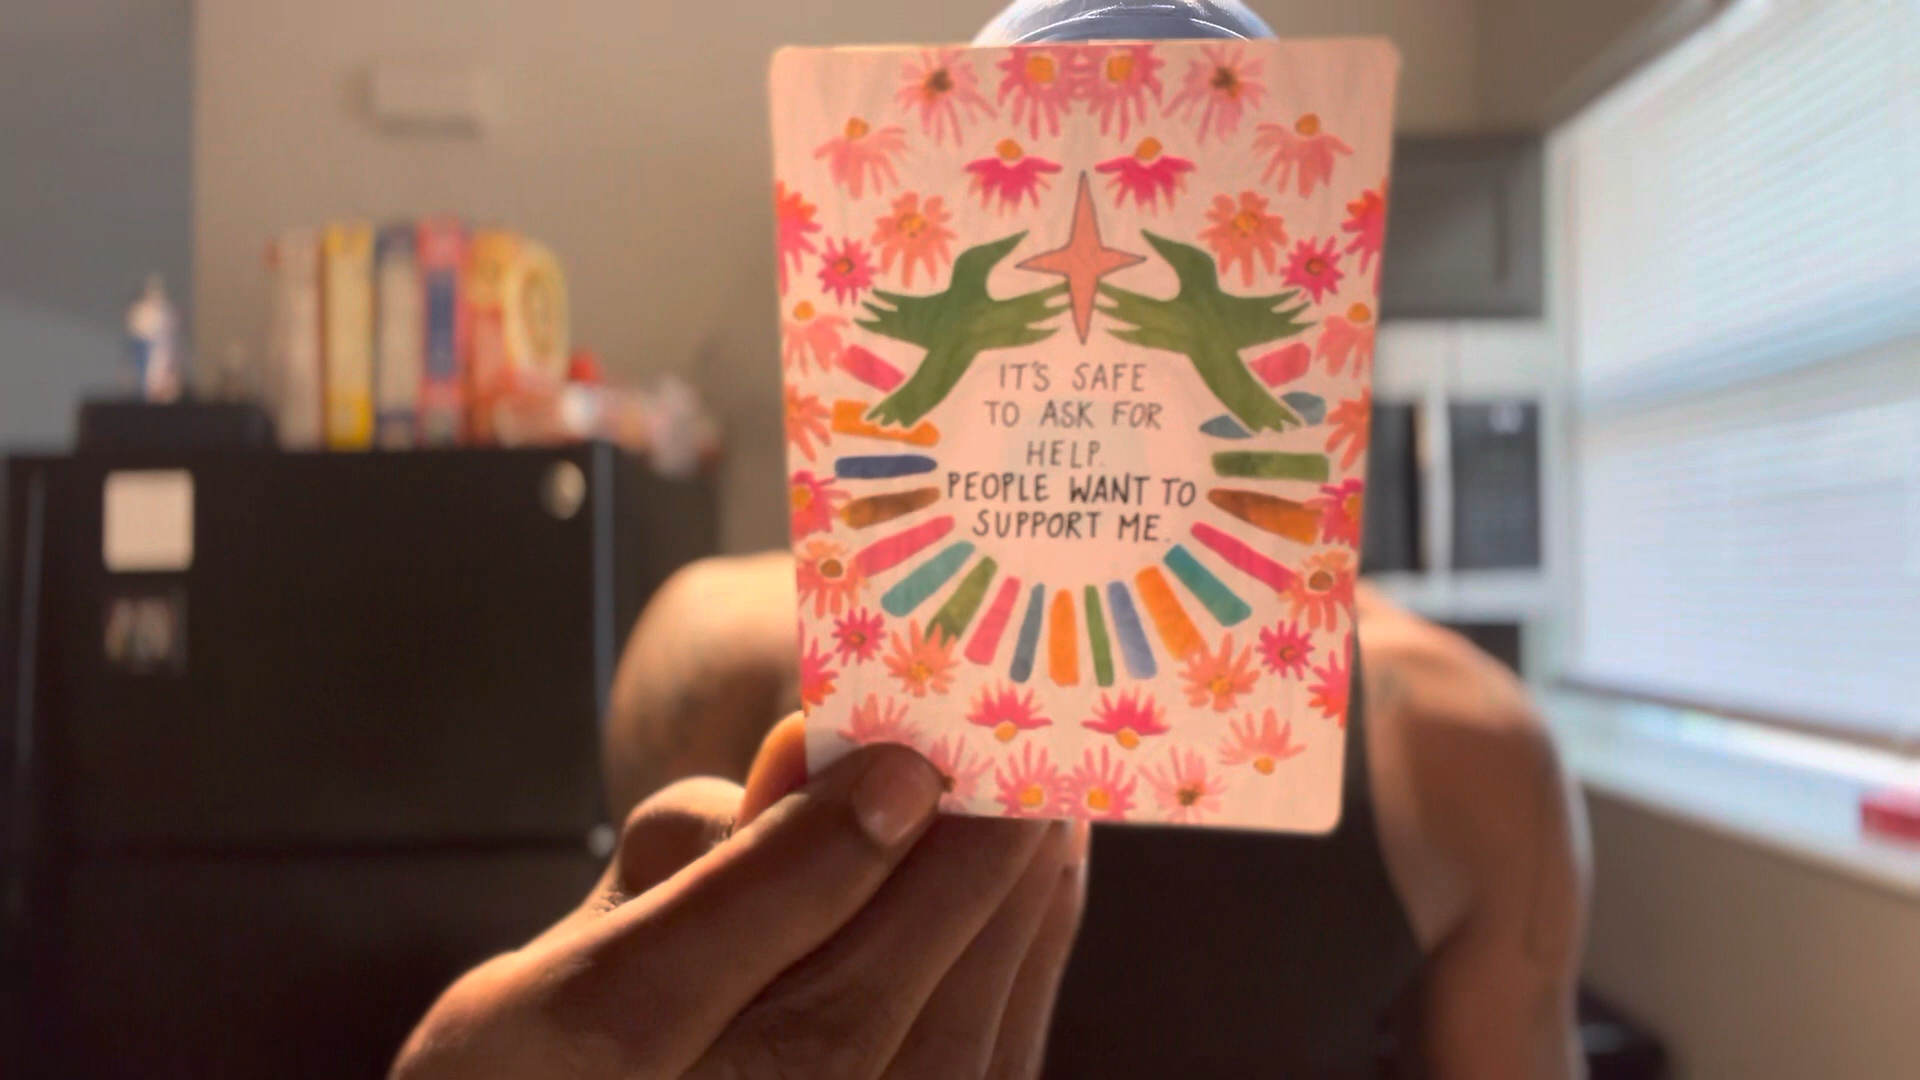 IT'S SAFE
TO ASK FOR
HELP.
PEOPLE WANT TO
SUPPORT ME.